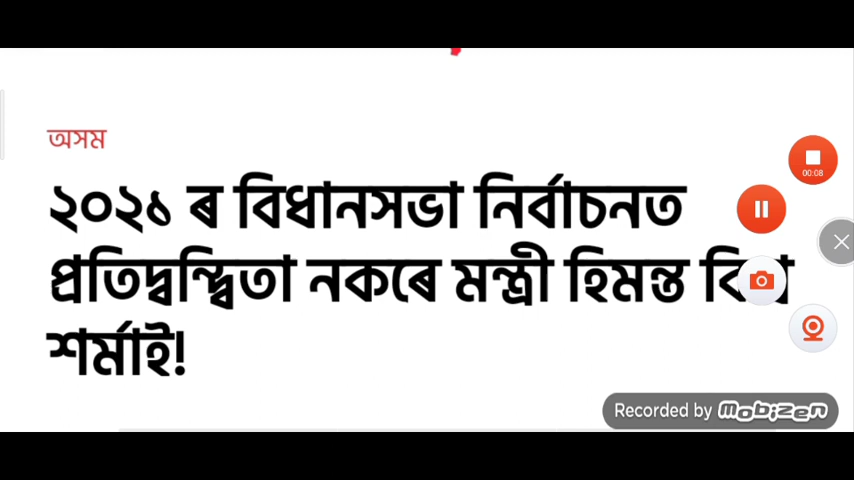 অসম
২০২১ ৰ বিধানসভা নিৰ্বাচনত
প্ৰতিদ্বন্দ্বিতা নকৰে মন্ত্ৰী হিমন্ত
শৰ্মাই!
00:08
Recorded by mobizen